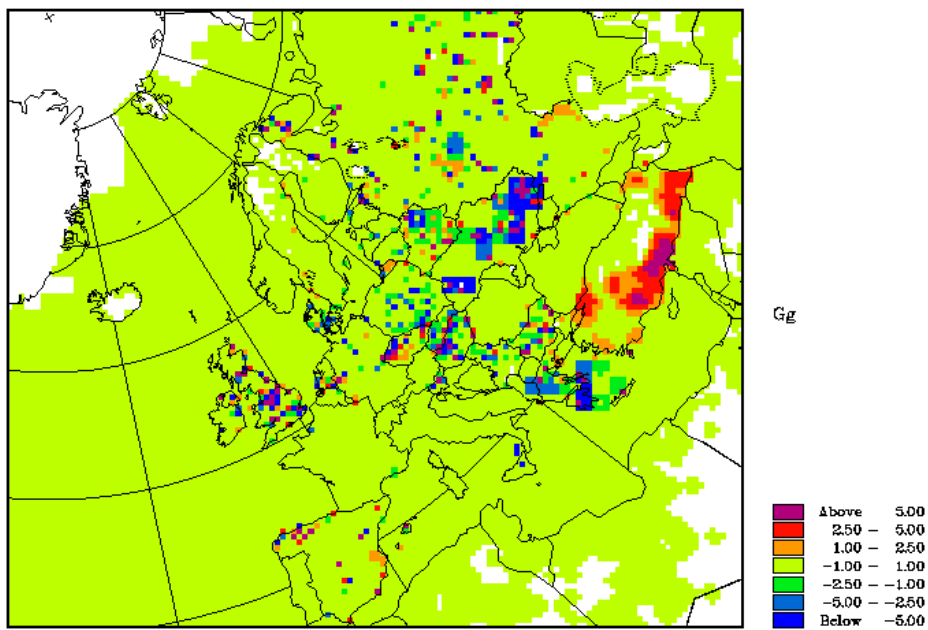 Gg
Above 5.00
2.50 – 5.00
1.00 – 2.50
−1.00 – 1.00
−2.50 – −1.00
−5.00 – −2.50
Below −5.00